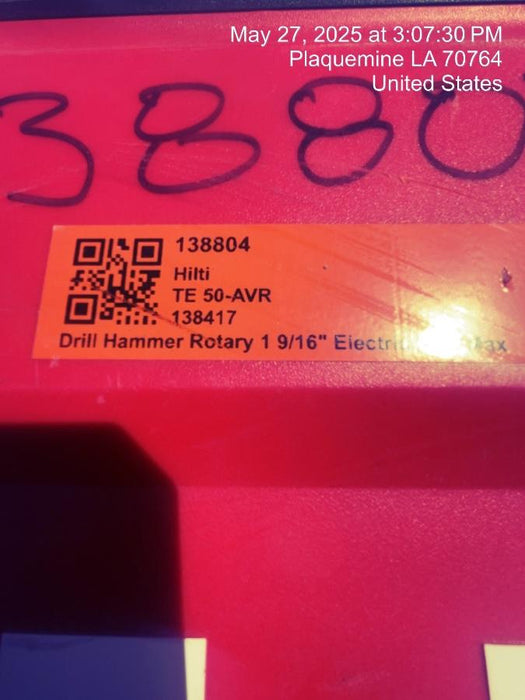 May 27, 2025 at 3:07:30 PM
Plaquemine LA 70764
United States
3880
138804
Hilti
TE 50-AVR
138417
Drill Hammer Rotary 1 9/16" Electric